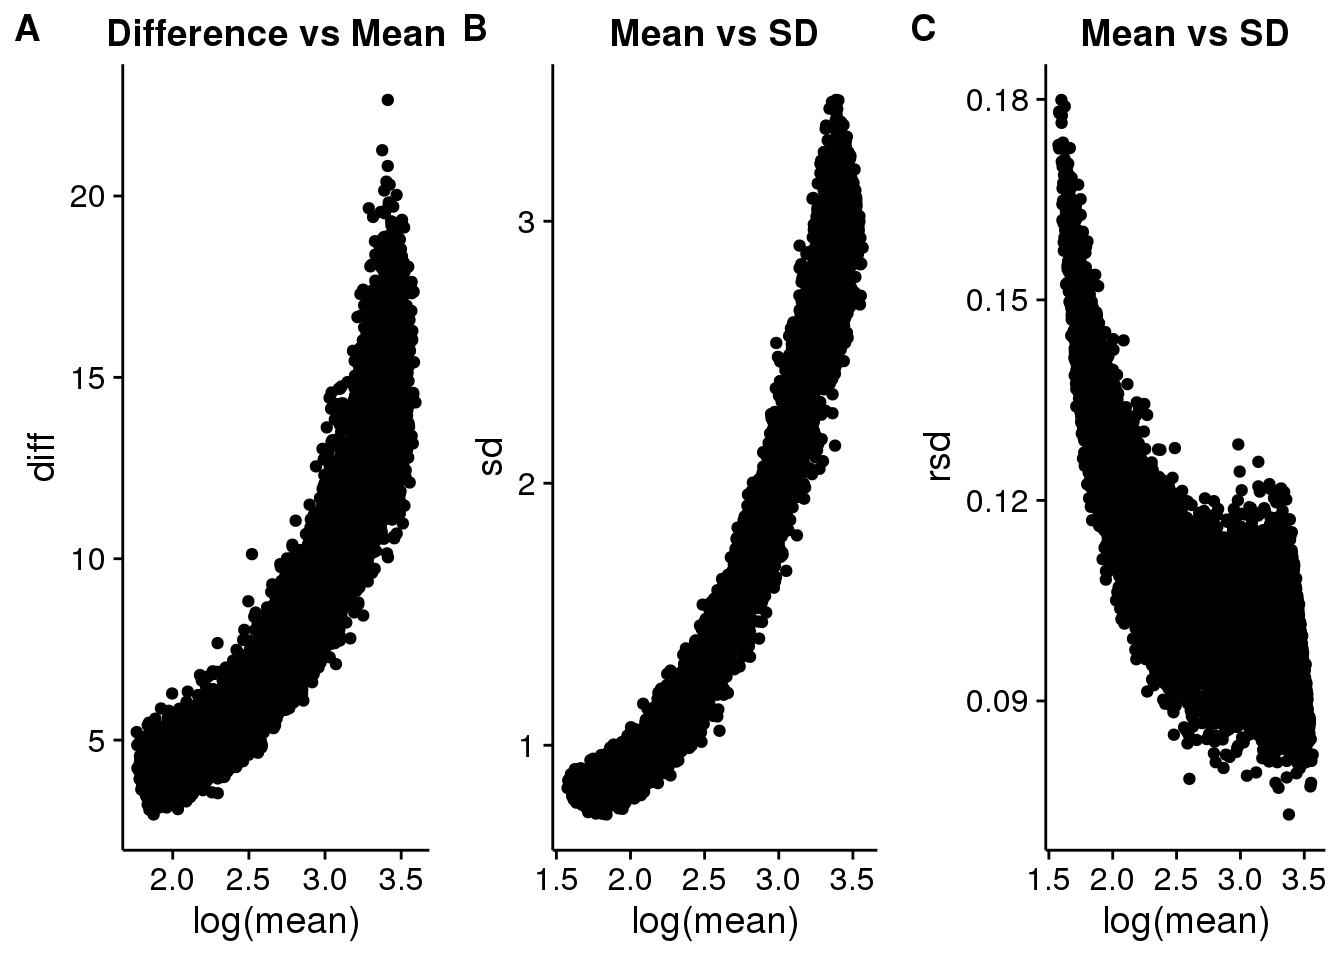 A
Difference vs Mean
diff
20
15
10
5
2.0 2.5 3.0 3.5
log(mean)
B
Mean vs SD
sd
3
2
1
1.5 2.0 2.5 3.0 3.5
log(mean)
C
Mean vs SD
rsd
0.18
0.15
0.12
0.09
1.5 2.0 2.5 3.0 3.5
log(mean)